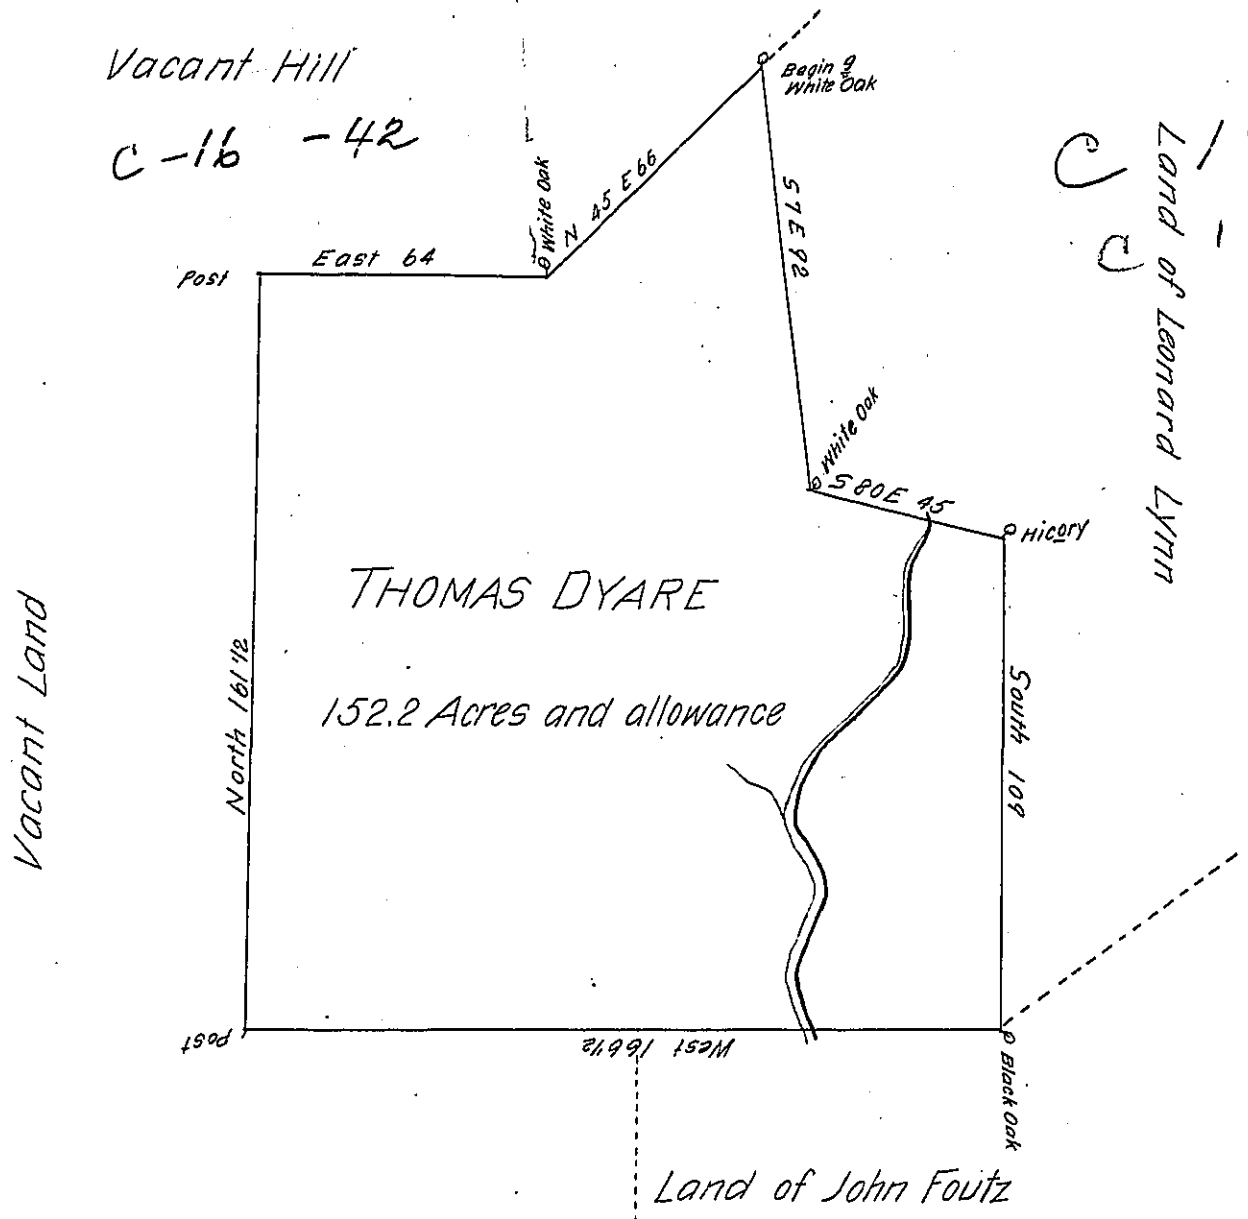 Vacant Hill
C-16 -42
Begin g
White Oak
C 1
C 1
Land of Leonard Lynn
White Oak
N 45 E 66
S 7 E 92
Post
East 64
White Oak
S 80 E 45
Hicory
THOMAS DYARE
152.2 Acres and allowance
Vacant Land
North 161 1/2
South 109
Post
West 166 1/2
Black Oak
Land of John Foutz